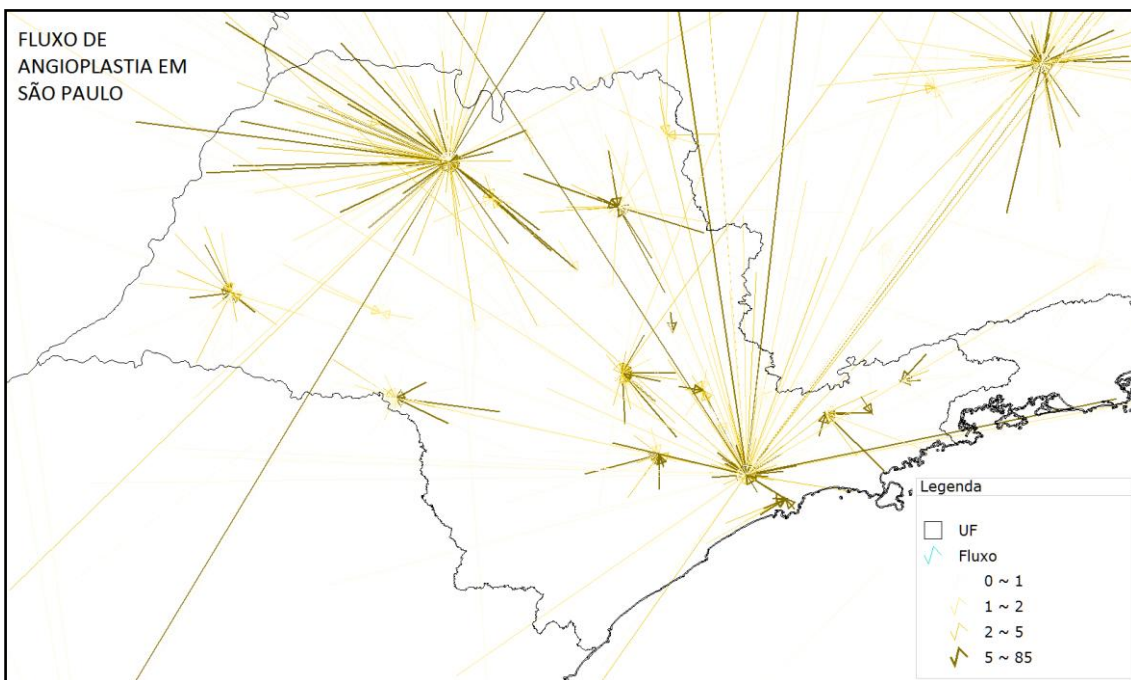 FLUXO DE
ANGIOPLASTIA EM
SÃO PAULO
Legenda
UF
Fluxo
0 ~ 1
1 ~ 2
2 ~ 5
5 ~ 85